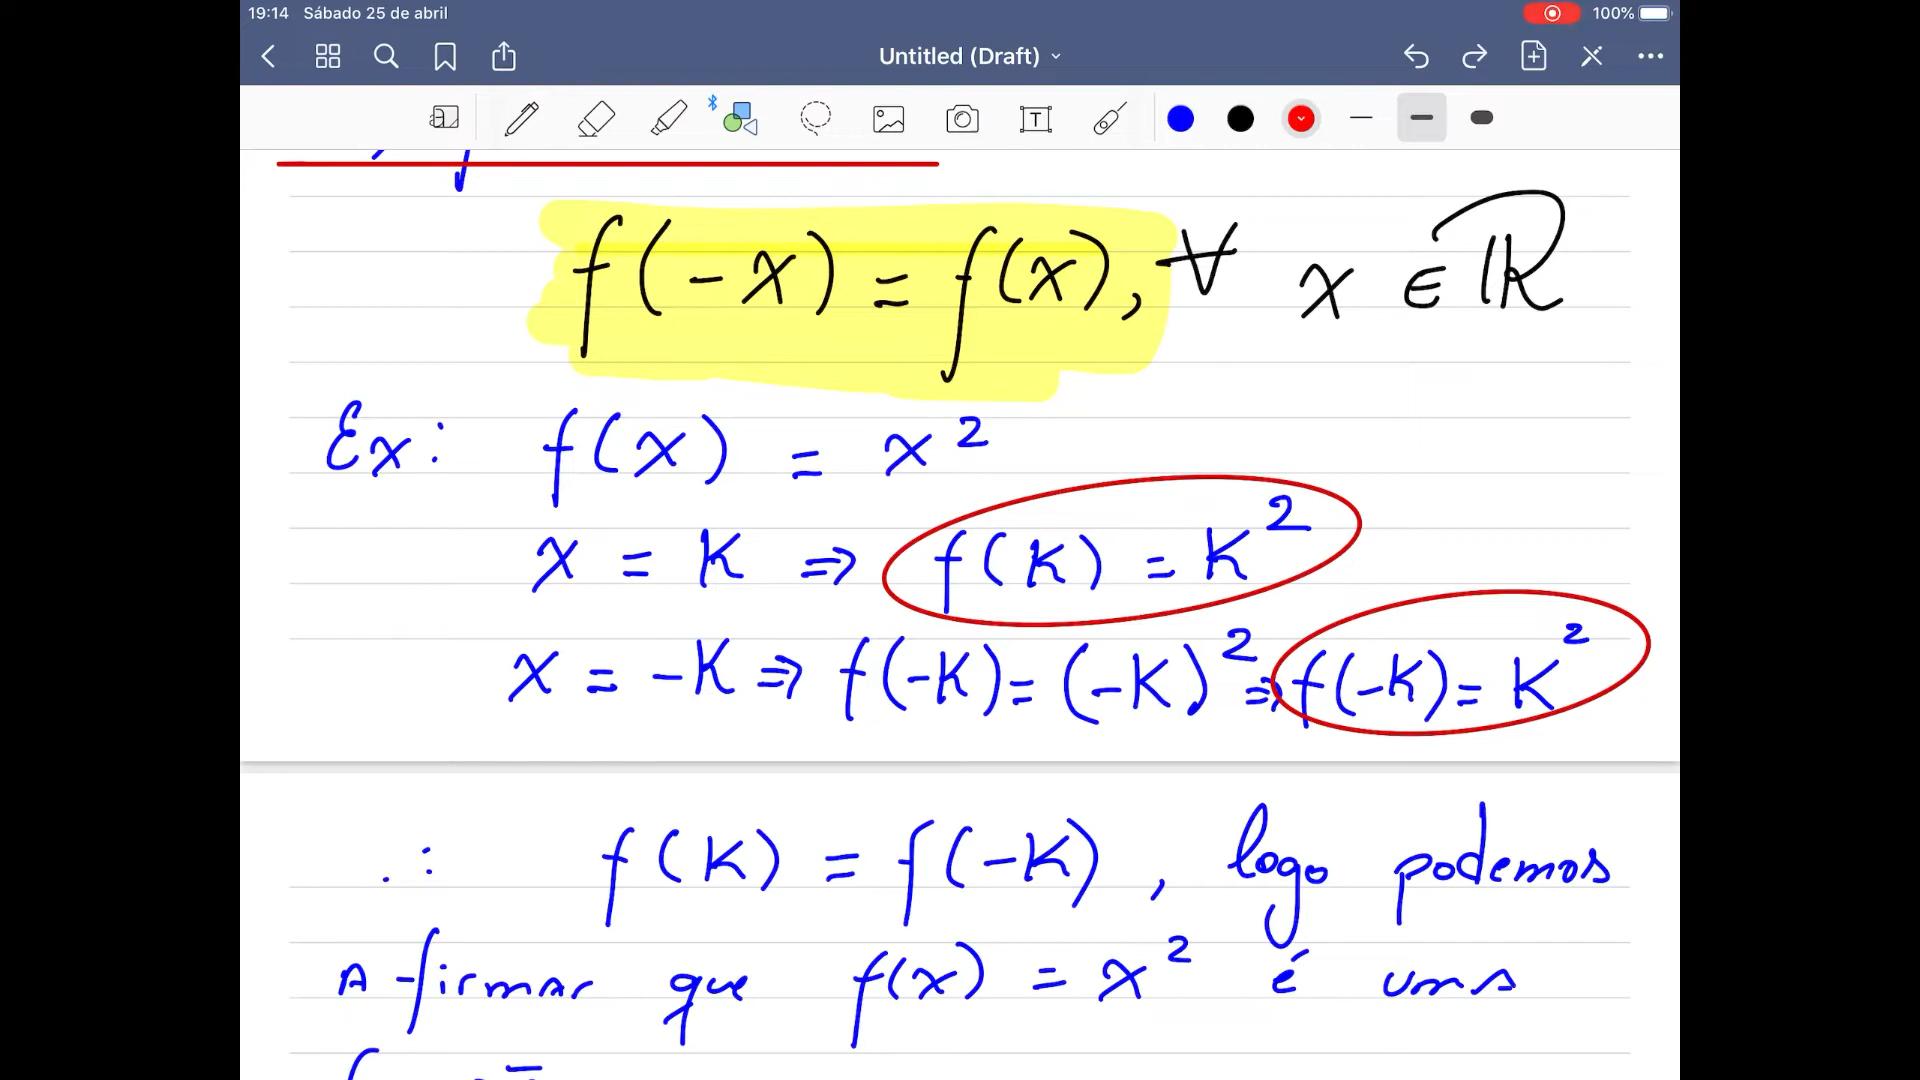 19:14 Sábado 25 de abril 100%
Untitled (Draft)
f(-x) = f(x), ∀ x ∈ ℝ
Ex: f(x) = x²
x = K ⇒ f(K) = K²
x = -K ⇒ f(-K) = (-K)² ⇒ f(-K) = K²
∴ f(K) = f(-K), logo podemos
Afirmar que f(x) = x² é uma